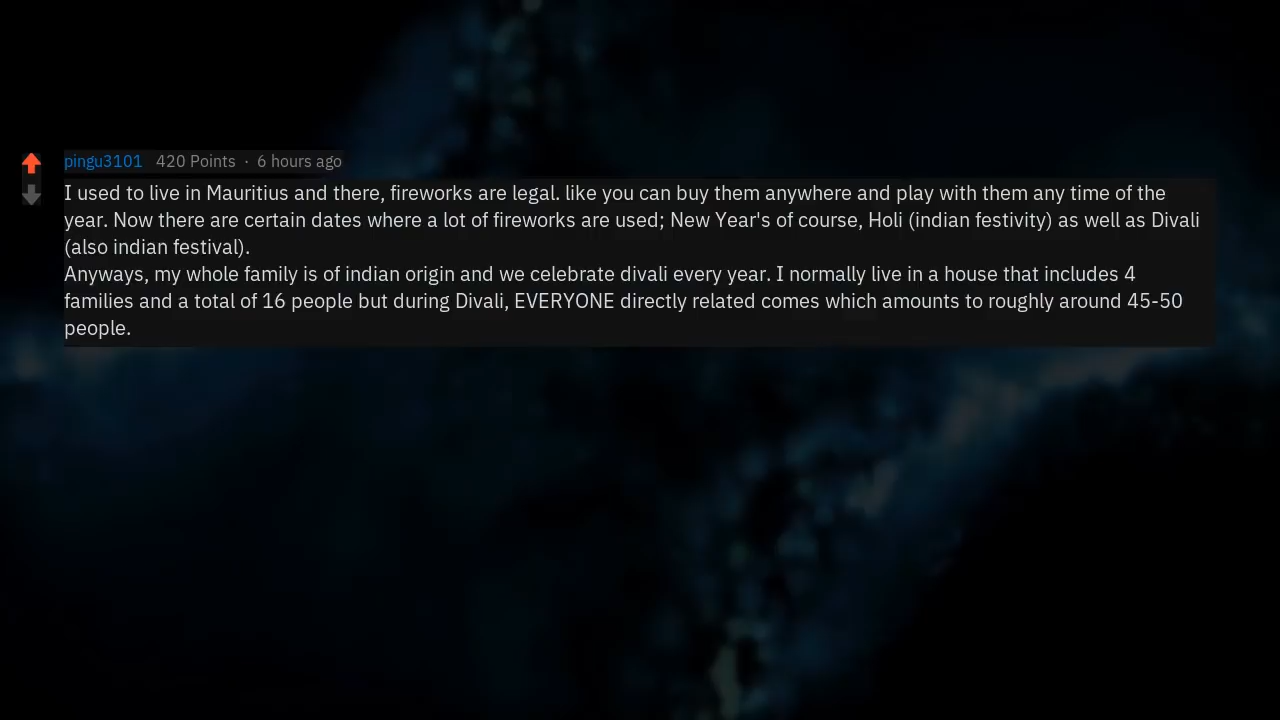 pingu3101 420 Points · 6 hours ago
I used to live in Mauritius and there, fireworks are legal. like you can buy them anywhere and play with them any time of the
year. Now there are certain dates where a lot of fireworks are used; New Year's of course, Holi (indian festivity) as well as Divali
(also indian festival).
Anyways, my whole family is of indian origin and we celebrate divali every year. I normally live in a house that includes 4
families and a total of 16 people but during Divali, EVERYONE directly related comes which amounts to roughly around 45-50
people.